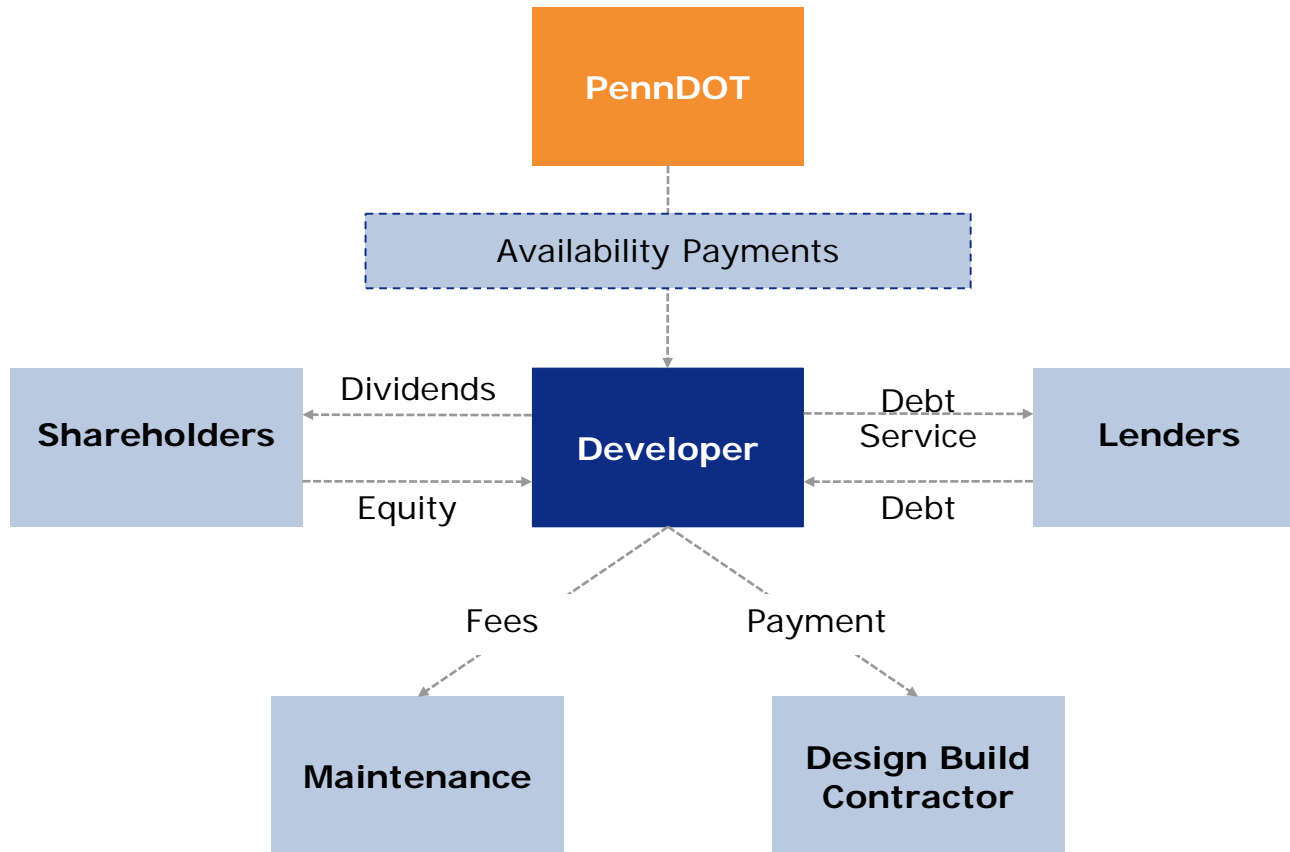 PennDOT
Availability Payments
Dividends
Debt
Service
Shareholders
Developer
Lenders
Equity
Debt
Fees
Payment
Maintenance
Design Build
Contractor